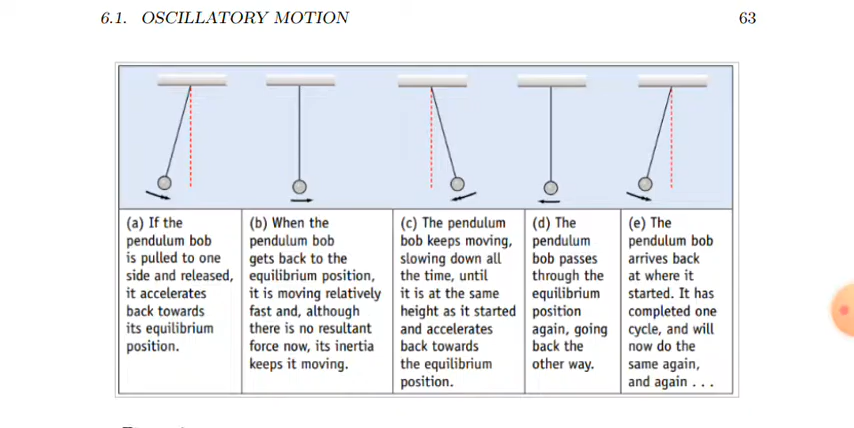 6.1. OSCILLATORY MOTION
63
(a) If the
pendulum bob
is pulled to one
side and released,
it accelerates
back towards
its equilibrium
position.
(b) When the
pendulum bob
gets back to the
equilibrium position,
it is moving relatively
fast and, although
there is no resultant
force now, its inertia
keeps it moving.
(c) The pendulum
bob keeps moving,
slowing down all
the time, until
it is at the same
height as it started
and accelerates
back towards
the equilibrium
position.
(d) The
pendulum
bob passes
through the
equilibrium
position
again, going
back the
other way.
(e) The
pendulum bob
arrives back
at where it
started. It has
completed one
cycle, and will
now do the
same again,
and again . . .